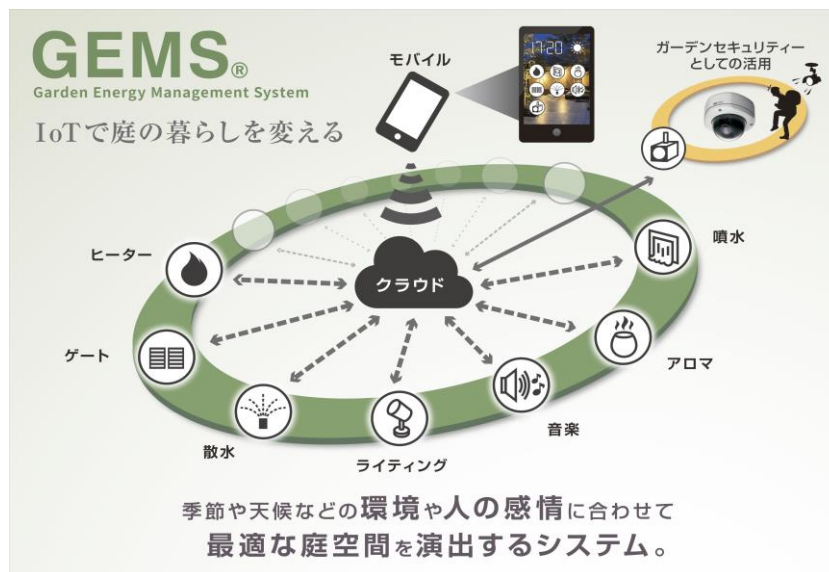 GEMS®
Garden Energy Management System
IoTで庭の暮らしを変える
モバイル
17:20
ガーデンセキュリティー
としての活用
クラウド
ヒーター
ゲート
散水
ライティング
音楽
アロマ
噴水
季節や天候などの環境や人の感情に合わせて
最適な庭空間を演出するシステム。